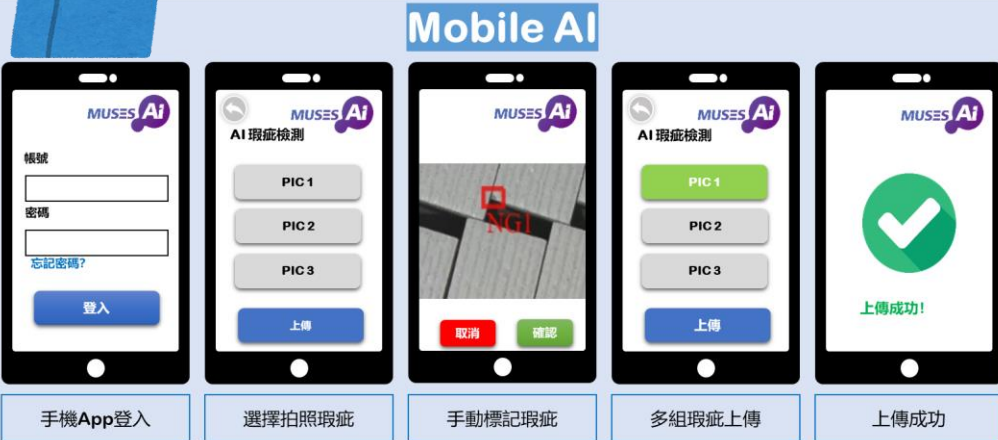 Mobile AI
MUSES Ai
帳號
密碼
忘記密碼?
登入
手機App登入
MUSES Ai
AI 瑕疵檢測
PIC 1
PIC 2
PIC 3
上傳
選擇拍照瑕疵
MUSES Ai
NG1
取消
確認
手動標記瑕疵
MUSES Ai
AI 瑕疵檢測
PIC 1
PIC 2
PIC 3
上傳
多組瑕疵上傳
MUSES Ai
上傳成功!
上傳成功